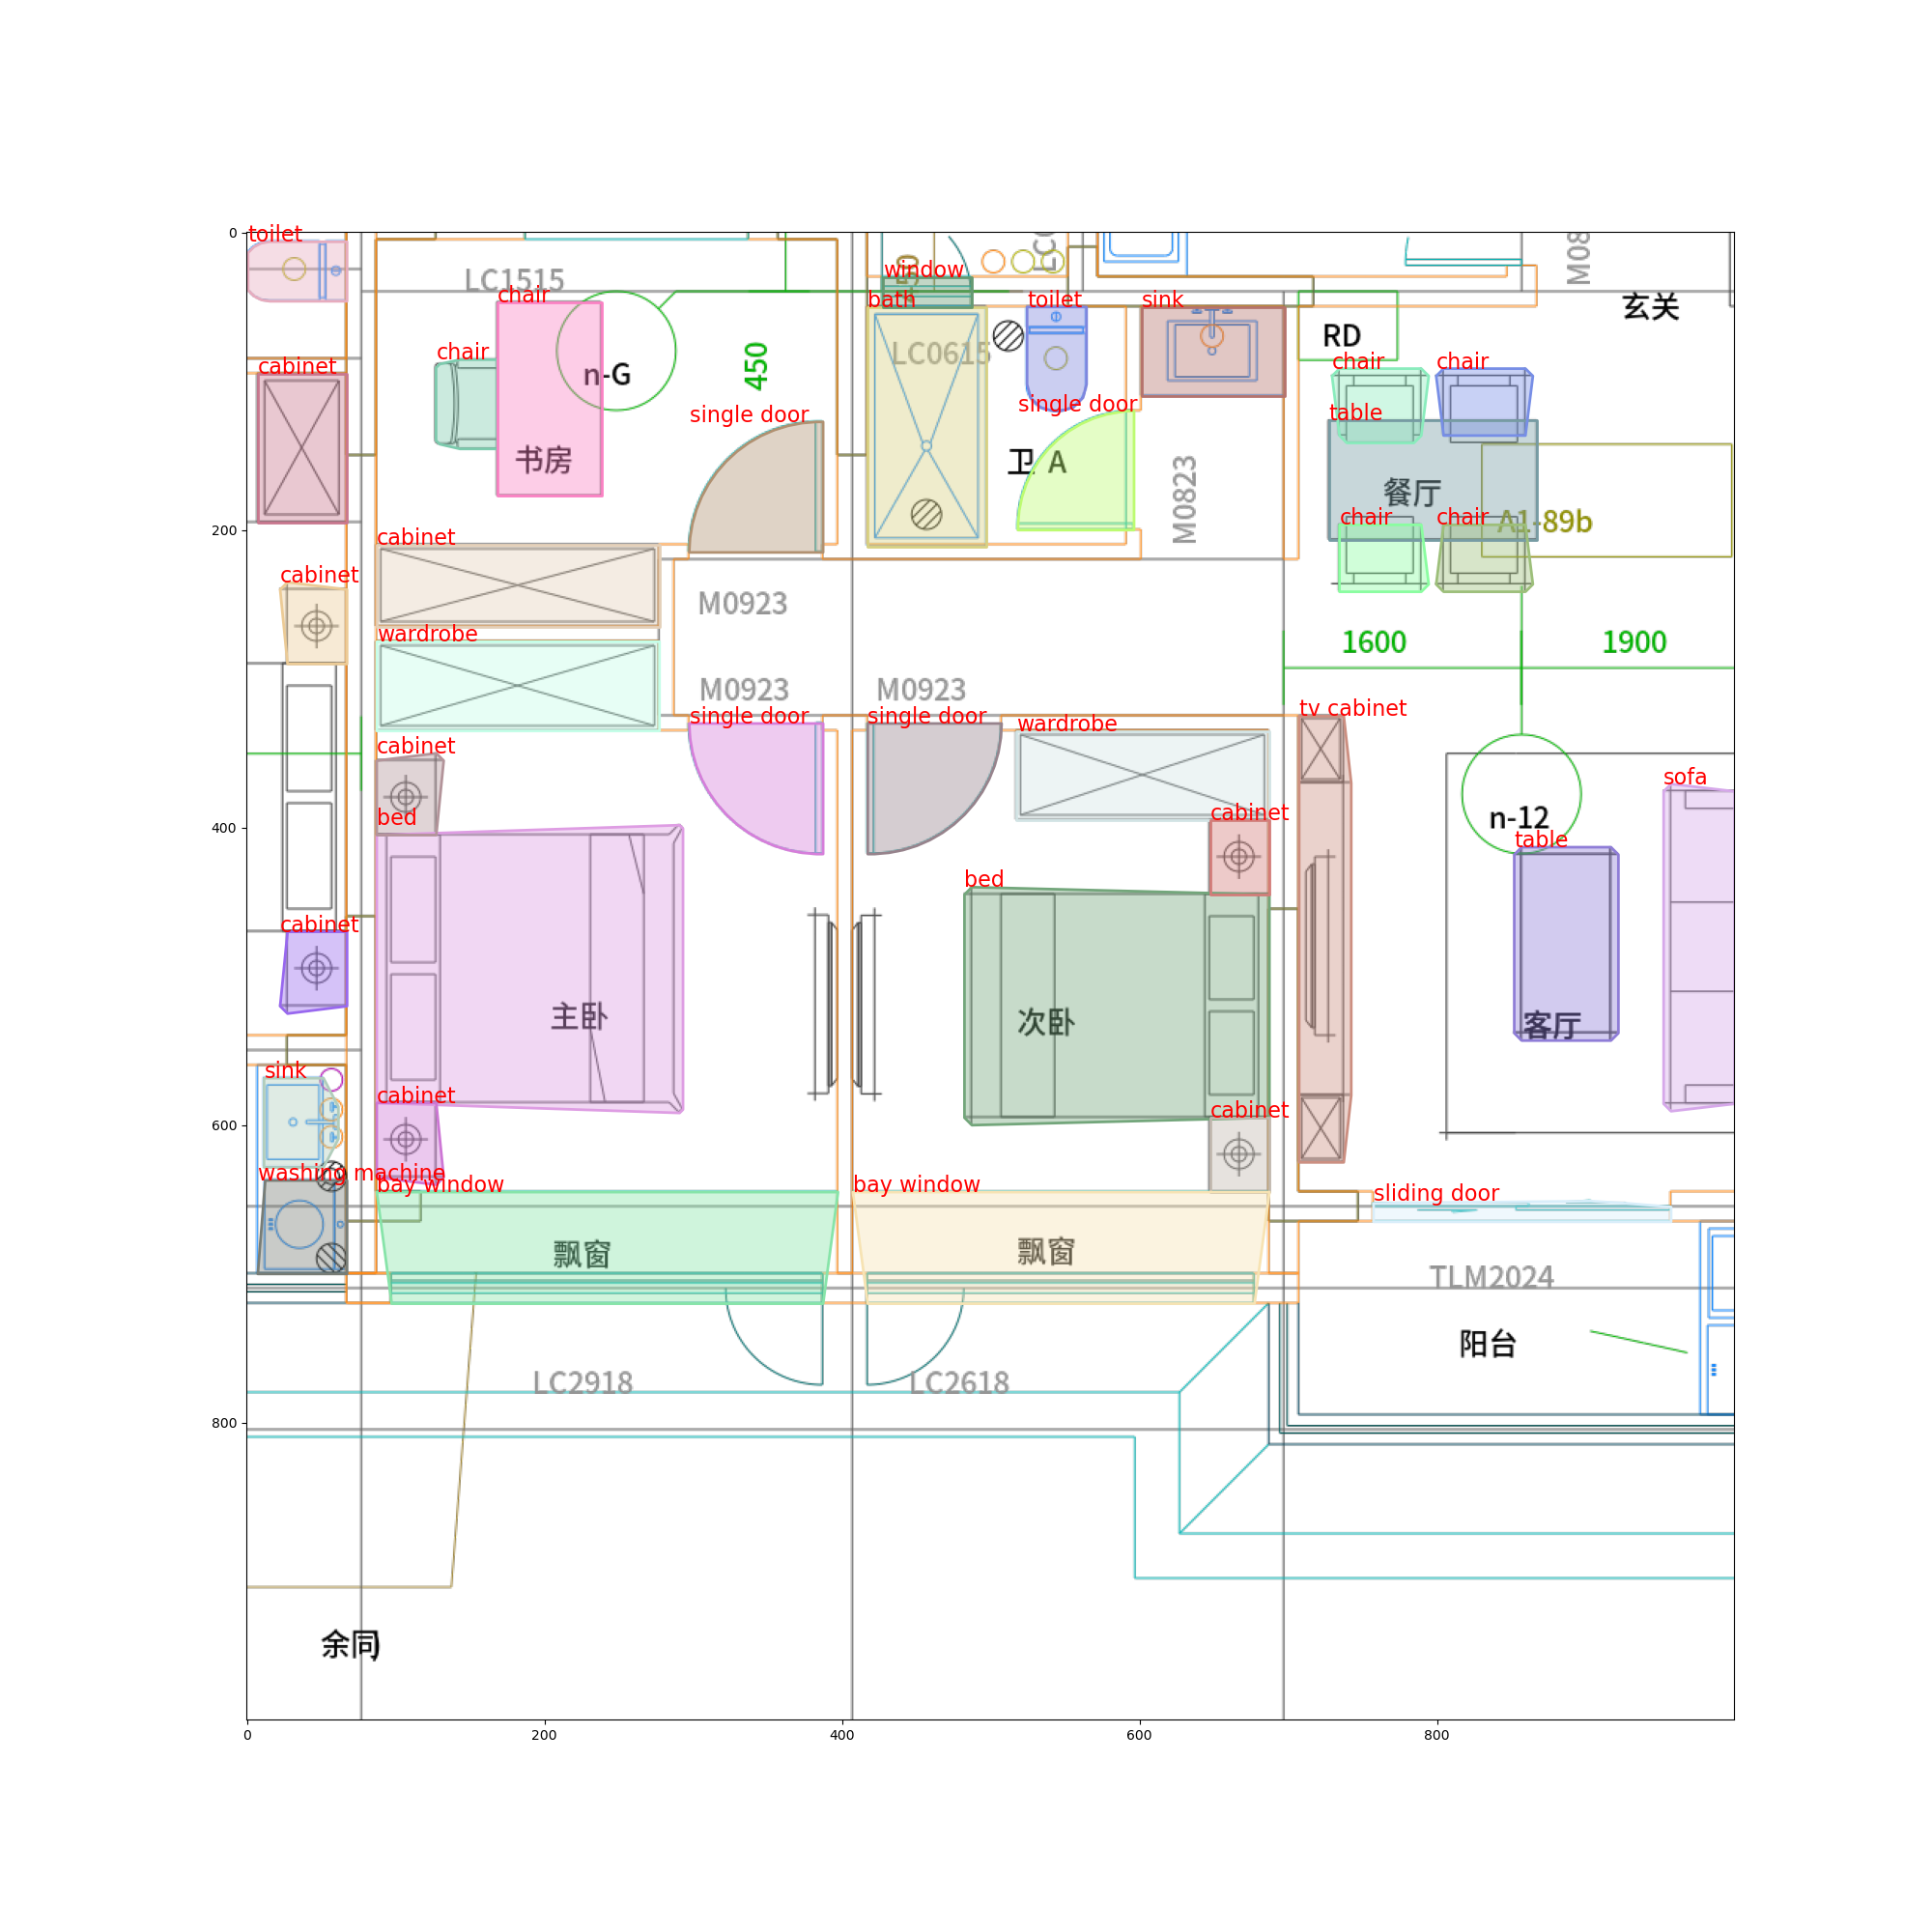 0
toilet
LC1515
chair
450
window
bath
LC0615
toilet
sink
M08
玄关
RD
cabinet
chair
n-G
书房
single door
single door
卫 A
M0823
chair
chair
table
餐厅
A1-89b
chair
chair
200
cabinet
cabinet
M0923
wardrobe
1600
1900
M0923
M0923
single door
single door
wardrobe
tv cabinet
cabinet
bed
400
cabinet
bed
n-12
table
sofa
cabinet
主卧
次卧
客厅
sink
cabinet
cabinet
600
washing machine
bay window
bay window
sliding door
飘窗
飘窗
TLM2024
阳台
LC2918
LC2618
800
余同)
0
200
400
600
800